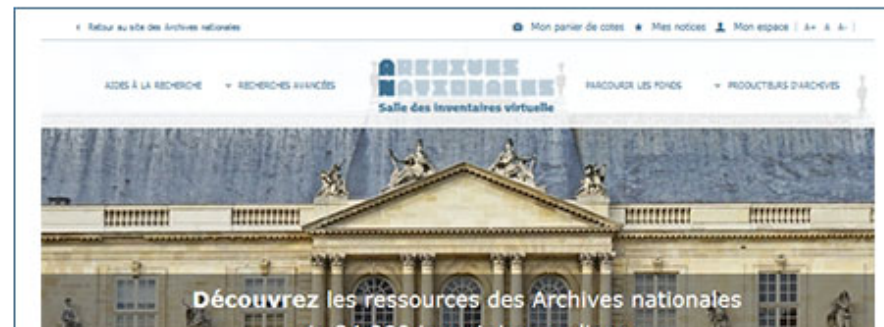 ‹ Retour au site des Archives nationales
Mon panier de cotes ★ Mes notices Mon espace | A+ A A- |
AIDES À LA RECHERCHE
RECHERCHES AVANCÉES
ARCHIVES
NATIONALES
Salle des inventaires virtuelle
PARCOURIR LES FONDS
PRODUCTEURS D'ARCHIVES
Découvrez les ressources des Archives nationales